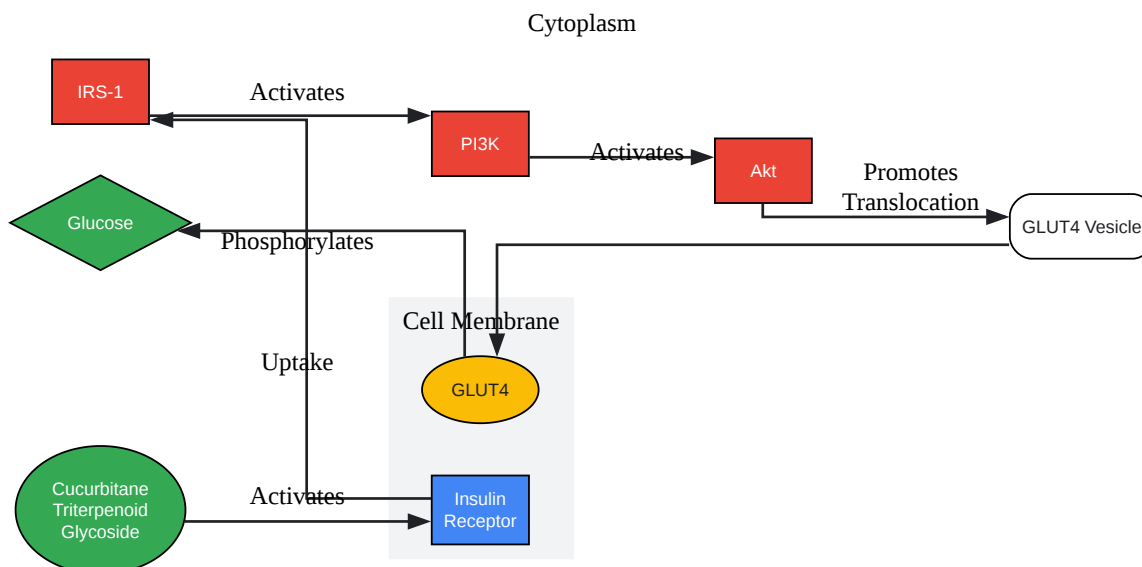 Cytoplasm
IRS-1
Activates
PI3K
Activates
Akt
Promotes
Translocation
GLUT4 Vesicle
Glucose
Phosphorylates
Cell Membrane
Uptake
GLUT4
Cucurbitane
Triterpenoid
Glycoside
Activates
Insulin
Receptor